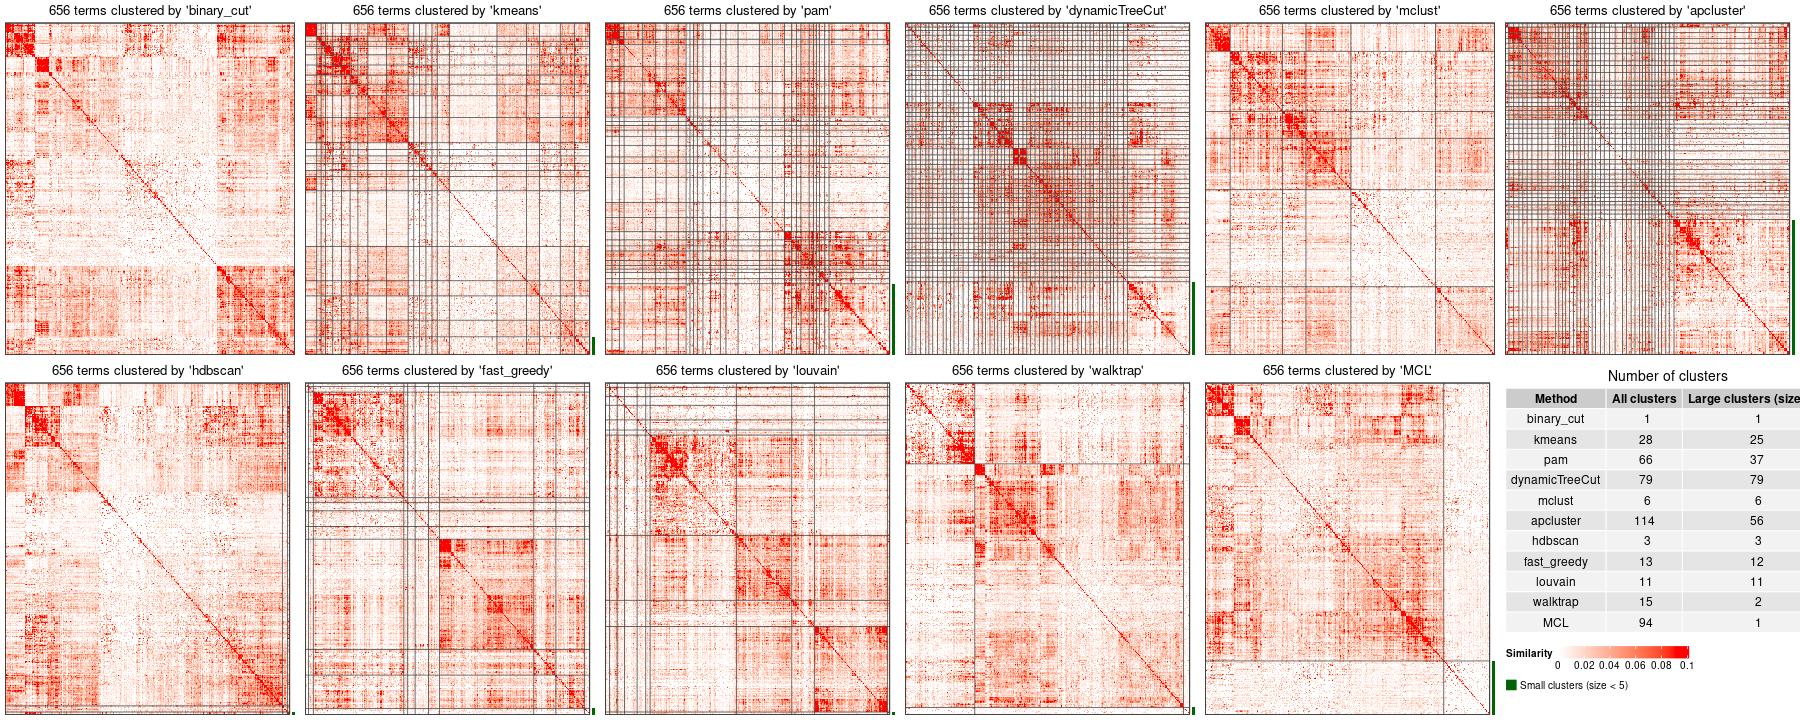 656 terms clustered by 'binary_cut'
656 terms clustered by 'kmeans'
656 terms clustered by 'pam'
656 terms clustered by 'dynamicTreeCut'
656 terms clustered by 'mclust'
656 terms clustered by 'apcluster'
656 terms clustered by 'hdbscan'
656 terms clustered by 'fast_greedy'
656 terms clustered by 'louvain'
656 terms clustered by 'walktrap'
656 terms clustered by 'MCL'
Number of clusters
Method All clusters Large clusters (size
binary_cut 1 1
kmeans 28 25
pam 66 37
dynamicTreeCut 79 79
mclust 6 6
apcluster 114 56
hdbscan 3 3
fast_greedy 13 12
louvain 11 11
walktrap 15 2
MCL 94 1
Similarity
0 0.02 0.04 0.06 0.08 0.1
Small clusters (size < 5)